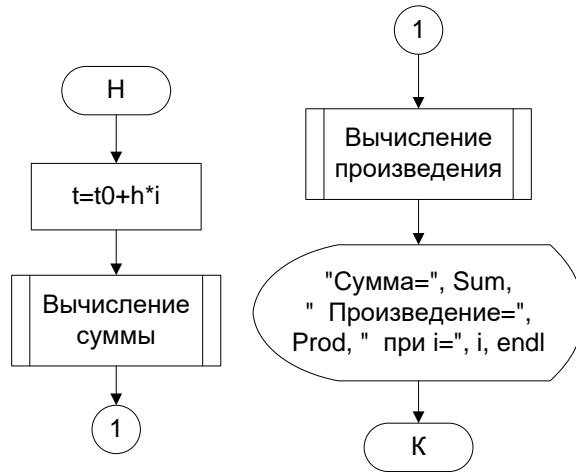 Н
t=t0+h*i
Вычисление
суммы
1
1
Вычисление
произведения
"Сумма=", Sum,
"  Произведение=",
Prod, "  при i=", i, endl
К